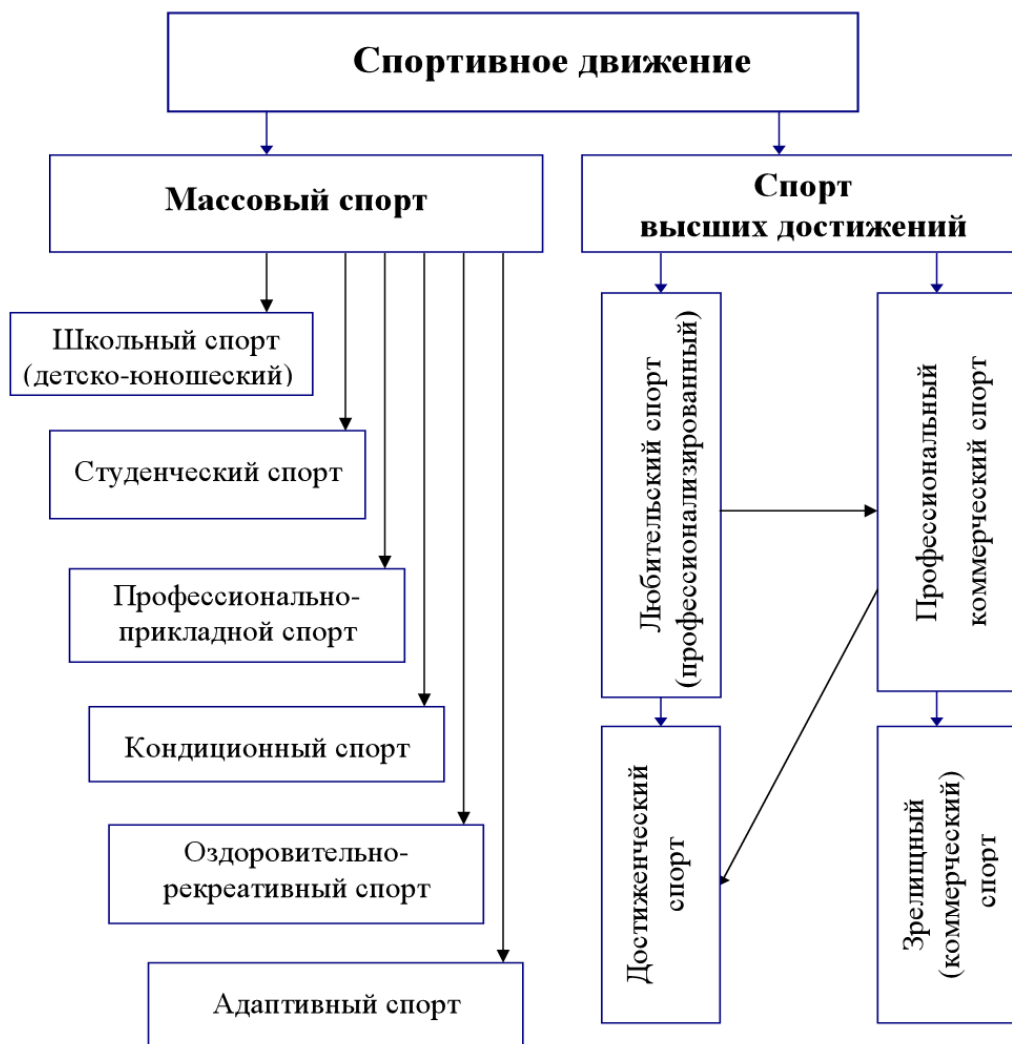 Спортивное движение
Массовый спорт
Спорт
высших достижений
Школьный спорт
(детско-юношеский)
Студенческий спорт
Профессионально-
прикладной спорт
Кондиционный спорт
Оздоровительно-
рекреативный спорт
Адаптивный спорт
Любительский спорт
(профессионализированный)
Профессиональный
коммерческий спорт
Достиженческий
спорт
Зрелищный
(коммерческий)
спорт